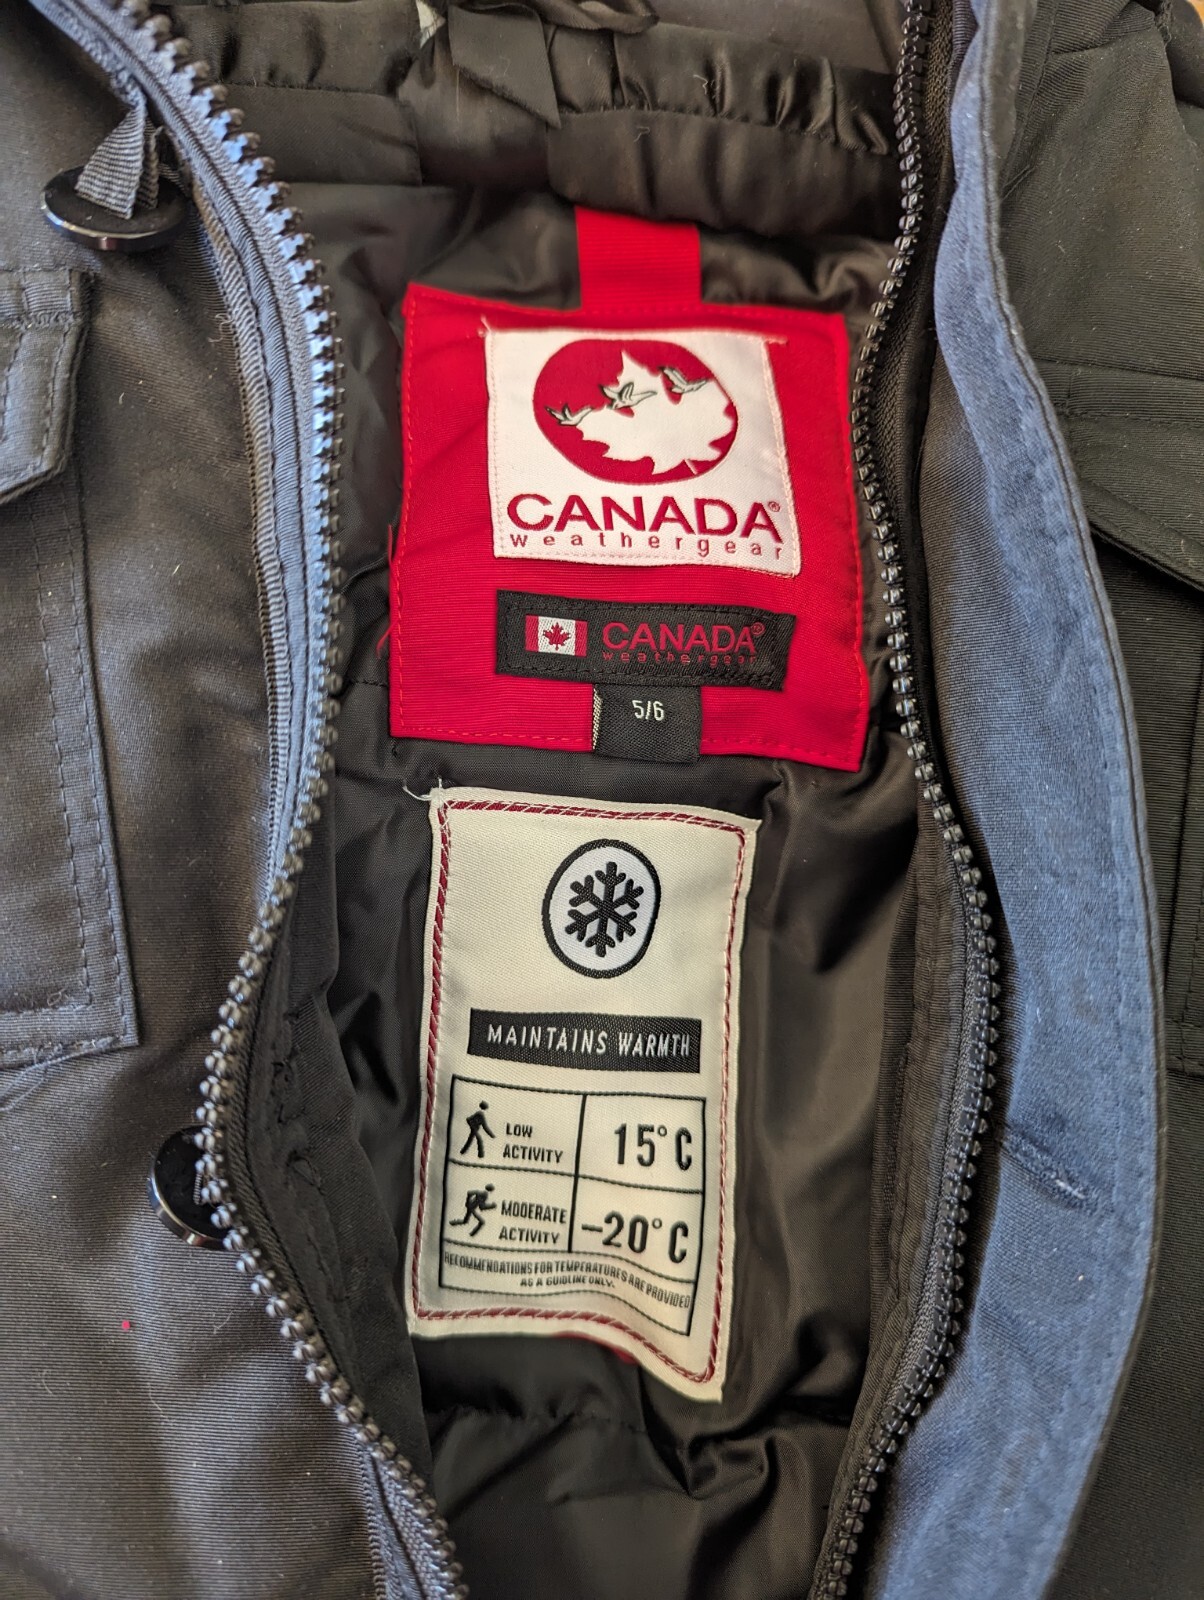 CANADA®
weathergear
CANADA®
weathergear
5/6
MAINTAINS WARMTH
LOW
ACTIVITY
15°C
MODERATE
ACTIVITY
-20°C
RECOMMENDATIONS FOR TEMPERATURES ARE PROVIDED
AS A GUIDLINE ONLY.